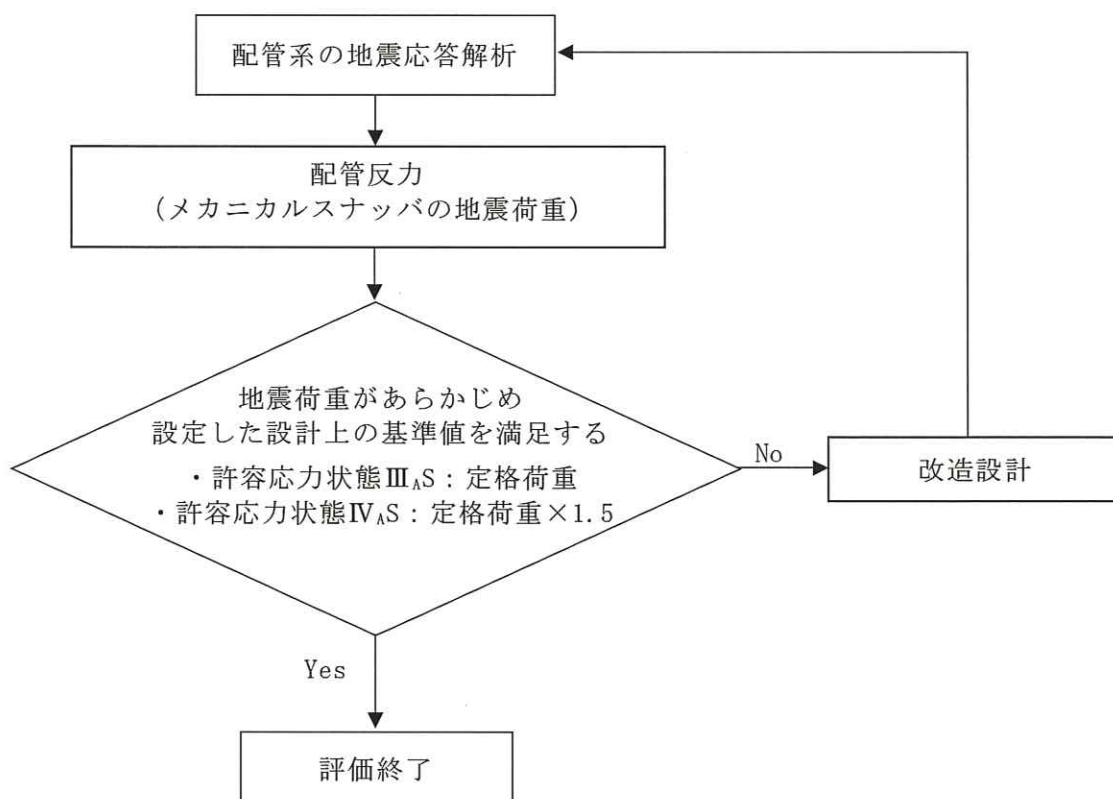 配管系の地震応答解析
配管反力
(メカニカルスナッバの地震荷重)
地震荷重があらかじめ
設定した設計上の基準値を満足する
・許容応力状態ⅢAS:定格荷重
・許容応力状態ⅣAS:定格荷重×1.5
No
改造設計
Yes
評価終了